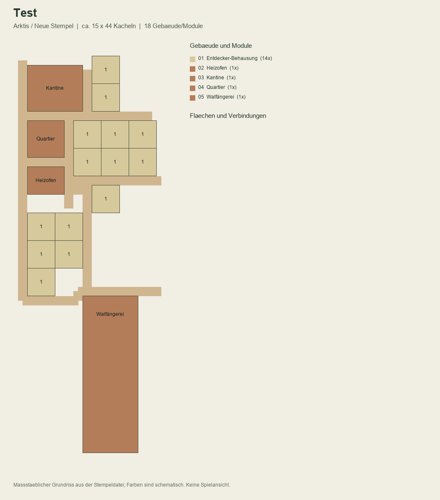 Test
Arktis / Neue Stempel | ca. 15 x 44 Kacheln | 18 Gebaeude/Module
Gebaeude und Module
01 Entdecker-Behausung (14x)
02 Heizofen (1x)
03 Kantine (1x)
04 Quartier (1x)
05 Walfängerei (1x)
Flaechen und Verbindungen
1
Kantine
1
1 1 1
Quartier
1 1 1
Heizofen
1
1 1
1 1
1
Walfängerei
Massstaeblicher Grundriss aus der Stempeldatei; Farben sind schematisch. Keine Spielansicht.